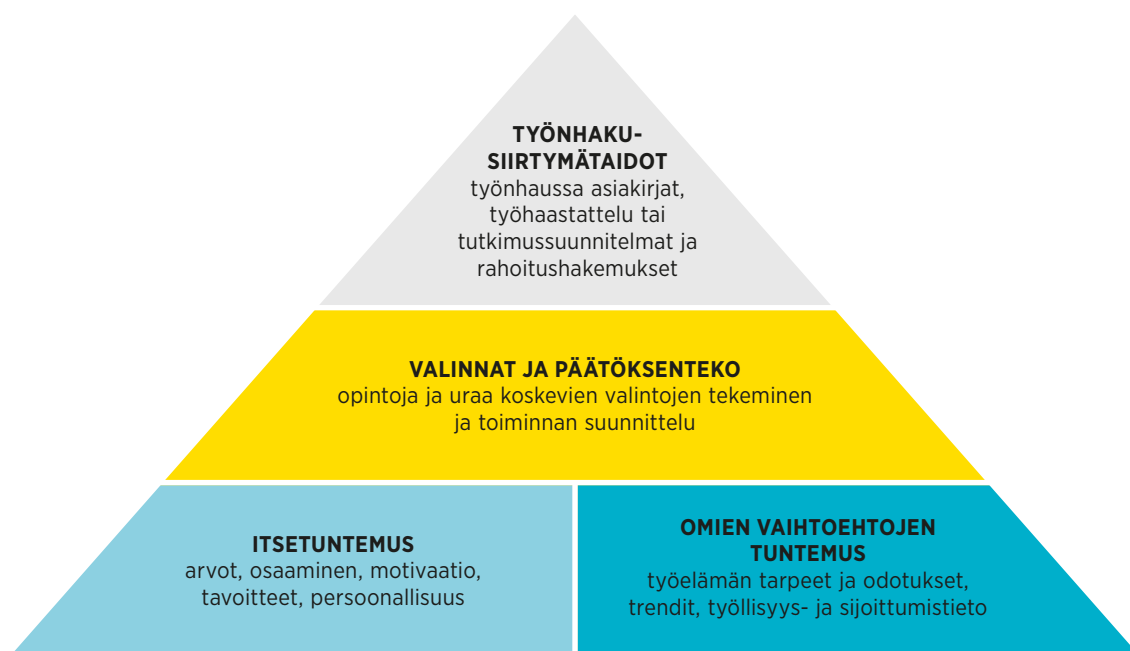 TYÖNHAKU-
SIIRTYMÄTAIDOT
työnhaussa asiakirjat,
työhaastattelu tai
tutkimussuunnitelmat ja
rahoitushakemukset
VALINNAT JA PÄÄTÖKSENTEKO
opintoja ja uraa koskevien valintojen tekeminen
ja toiminnan suunnittelu
ITSETUNTEMUS
arvot, osaaminen, motivaatio,
tavoitteet, persoonallisuus
OMIEN VAIHTOEHTOJEN
TUNTEMUS
työelämän tarpeet ja odotukset,
trendit, työllisyys- ja sijoittumistieto